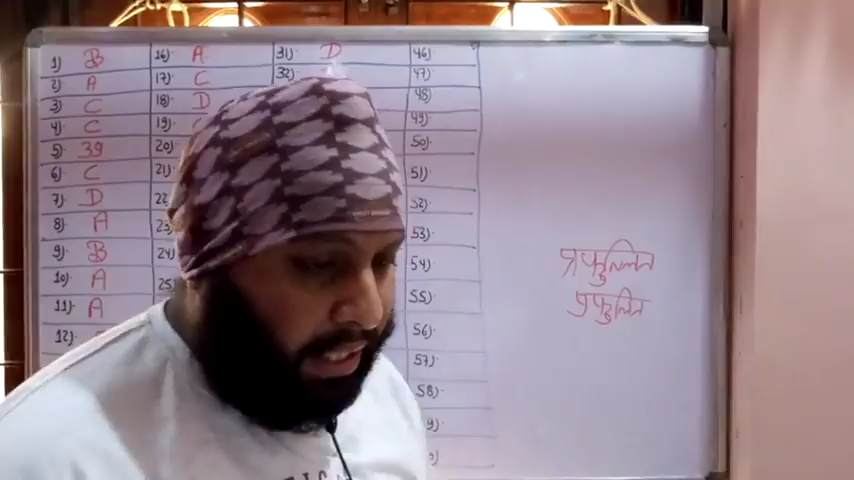 1) B
2) A
3) C
4) C
5) 39
6) C
7) D
8) A
9) B
10) A
11) A
12)
16) A
17) C
18) D
19)
20)
21)
22
23)
24)
25)
31) D
32)
46)
47)
48)
49)
50)
51)
52)
53)
54)
55)
56)
57)
58)
9)
प्रफुल्लित
प्रफुलित